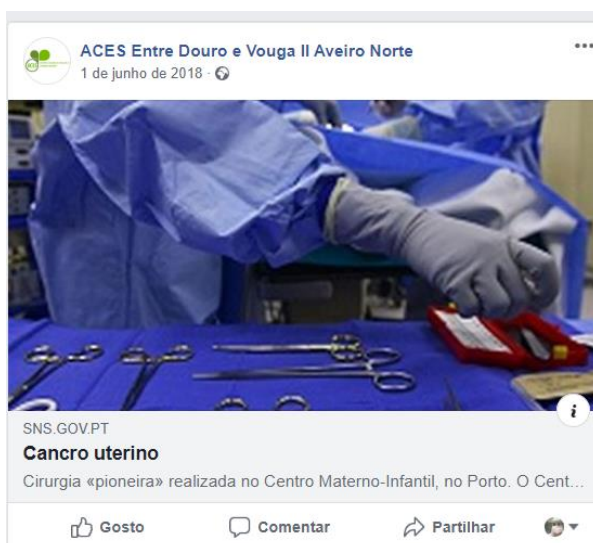 ACES Entre Douro e Vouga II Aveiro Norte
1 de junho de 2018 ·
SNS.GOV.PT
Cancro uterino
Cirurgia «pioneira» realizada no Centro Materno-Infantil, no Porto. O Cent...
Gosto
Comentar
Partilhar